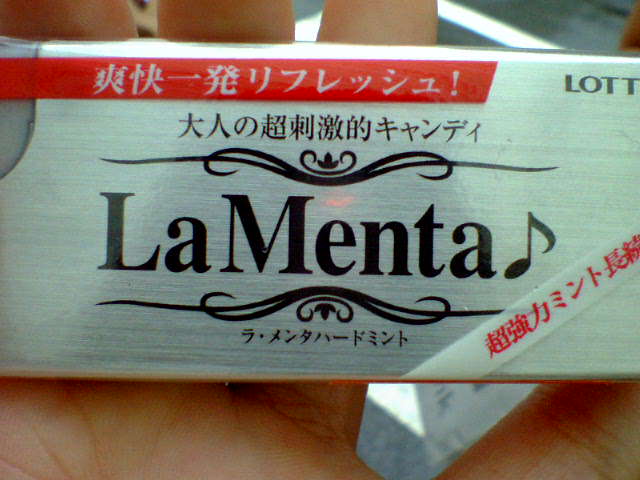 爽快一発リフレッシュ!
LOTT
大人の超刺激的キャンディ
LaMenta♪
ラ・メンタハードミント
超強力ミント長続